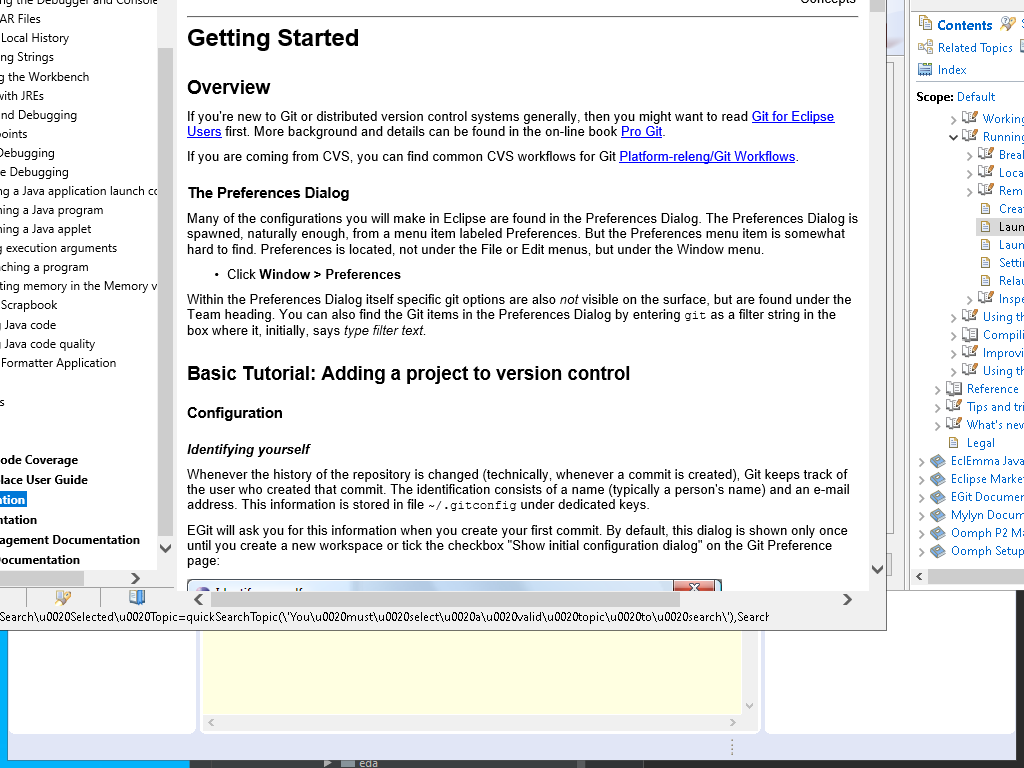 ng the Debugger and Console
AR Files
Local History
ng Strings
g the Workbench
with JREs
nd Debugging
points
Debugging
e Debugging
ng a Java application launch co
ning a Java program
ning a Java applet
g execution arguments
ching a program
ting memory in the Memory v
Scrapbook
g Java code
g Java code quality
Formatter Application
s
ode Coverage
lace User Guide
ation
ntation
agement Documentation
Documentation
Concepts
Getting Started
Overview
If you're new to Git or distributed version control systems generally, then you might want to read Git for Eclipse
Users first. More background and details can be found in the on-line book Pro Git.
If you are coming from CVS, you can find common CVS workflows for Git Platform-releng/Git Workflows.
The Preferences Dialog
Many of the configurations you will make in Eclipse are found in the Preferences Dialog. The Preferences Dialog is
spawned, naturally enough, from a menu item labeled Preferences. But the Preferences menu item is somewhat
hard to find. Preferences is located, not under the File or Edit menus, but under the Window menu.
• Click Window > Preferences
Within the Preferences Dialog itself specific git options are also not visible on the surface, but are found under the
Team heading. You can also find the Git items in the Preferences Dialog by entering git as a filter string in the
box where it, initially, says type filter text.
Basic Tutorial: Adding a project to version control
Configuration
Identifying yourself
Whenever the history of the repository is changed (technically, whenever a commit is created), Git keeps track of
the user who created that commit. The identification consists of a name (typically a person's name) and an e-mail
address. This information is stored in file ~/.gitconfig under dedicated keys.
EGit will ask you for this information when you create your first commit. By default, this dialog is shown only once
until you create a new workspace or tick the checkbox "Show initial configuration dialog" on the Git Preference
page:
Search\u0020Selected\u0020Topic=quickSearchTopic(\"You\u0020must\u0020select\u0020a\u0020valid\u0020topic\u0020to\u0020search\"),Search
Contents
Related Topics
Index
Scope: Default
Working
Running
Break
Loca
Rem
Creat
Laun
Laun
Settin
Relau
Inspe
Using th
Compili
Improvi
Using th
Reference
Tips and tri
What's new
Legal
EclEmma Java
Eclipse Market
EGit Documen
Mylyn Docum
Oomph P2 Ma
Oomph Setup
eda